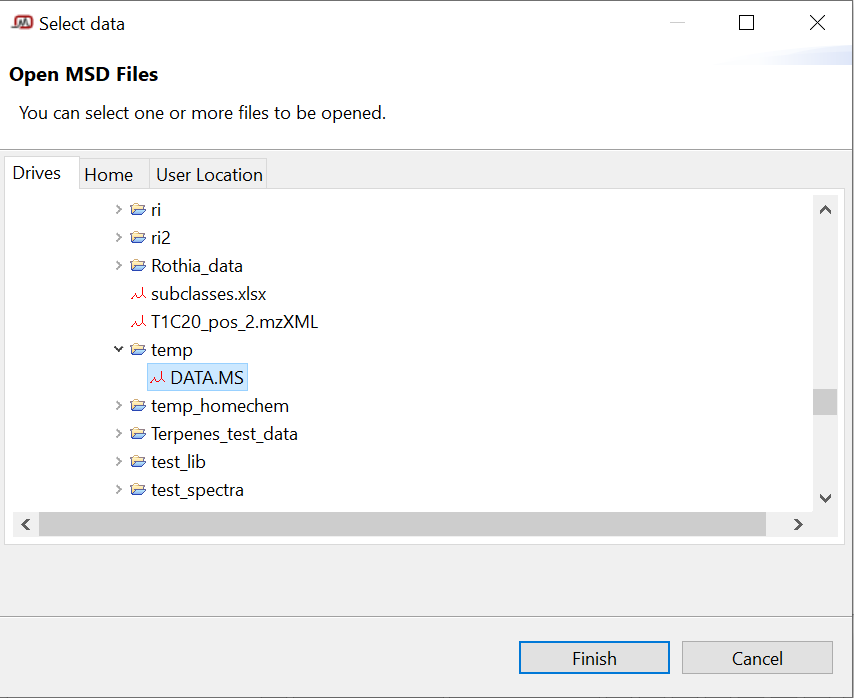 Select data
Open MSD Files
You can select one or more files to be opened.
Drives Home User Location
ri
ri2
Rothia_data
subclasses.xlsx
T1C20_pos_2.mzXML
temp
DATA.MS
temp_homechem
Terpenes_test_data
test_lib
test_spectra
Finish Cancel